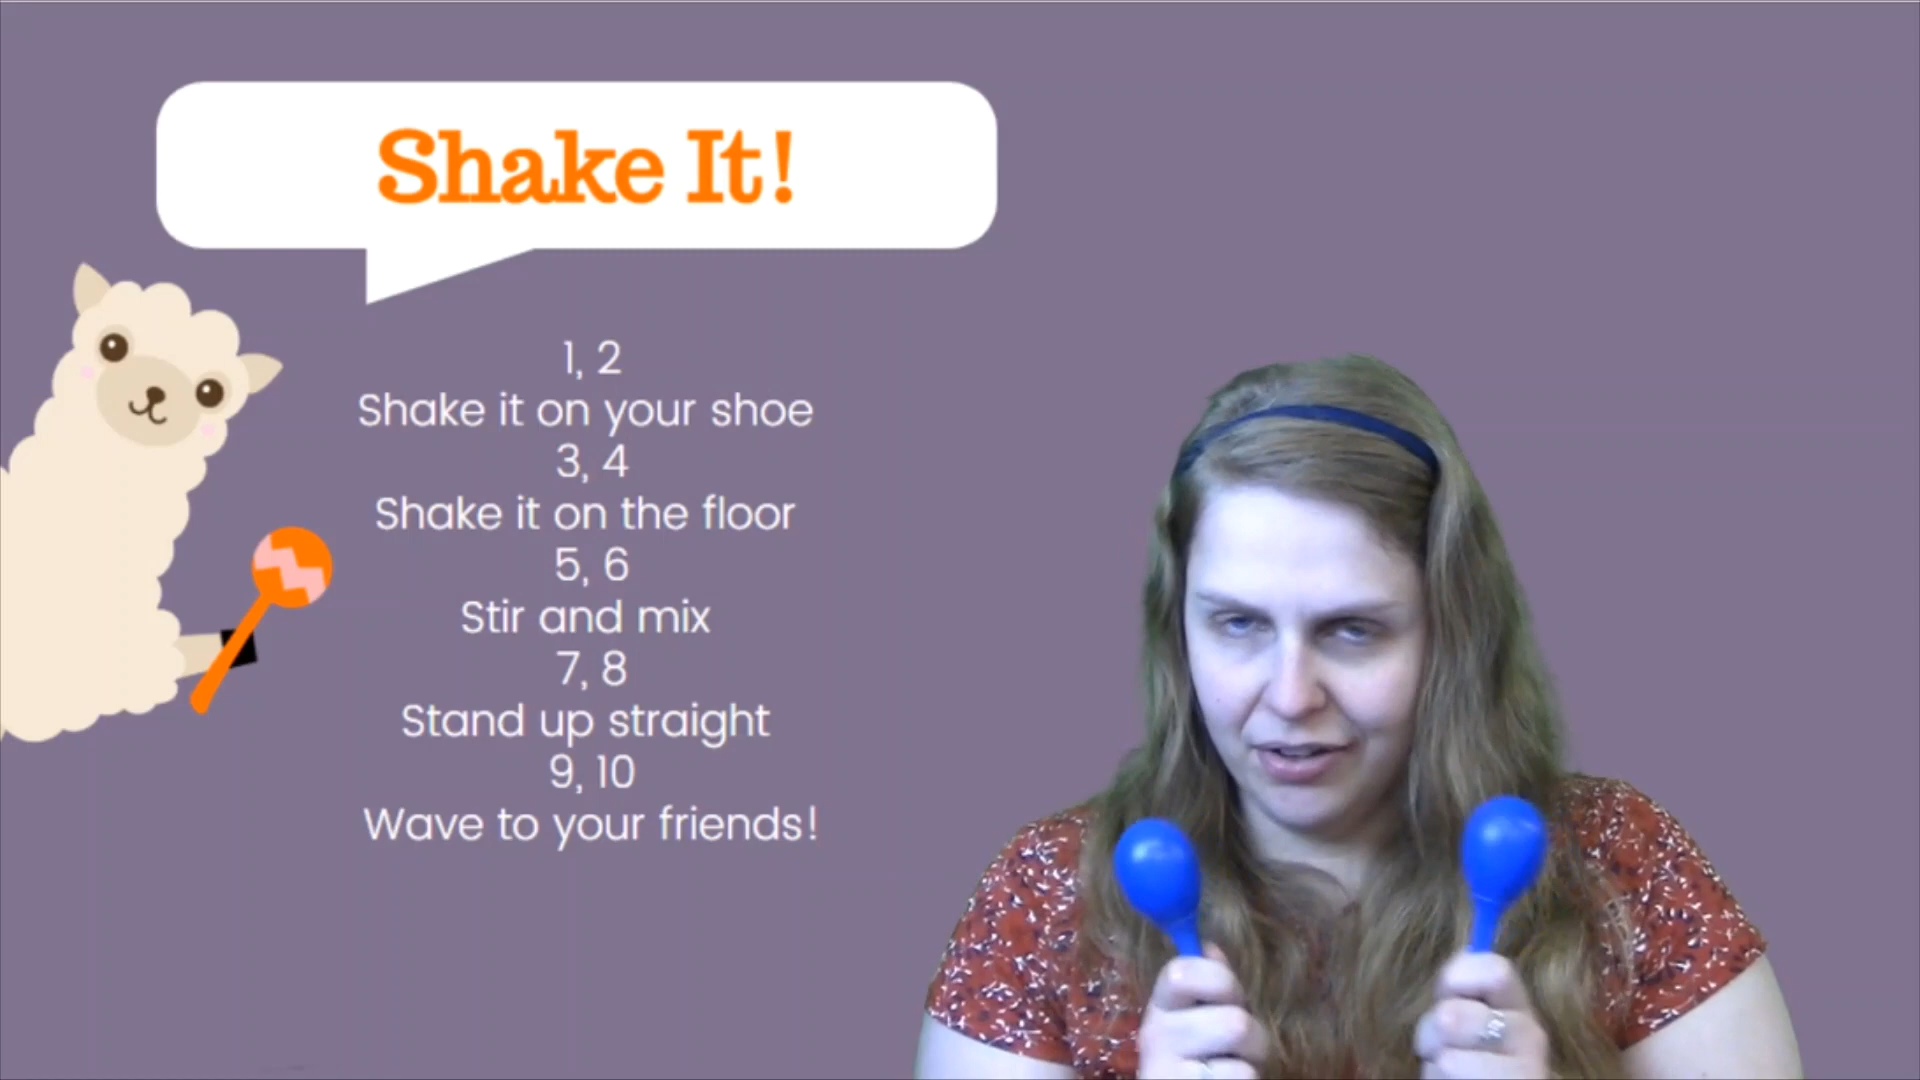 Shake It!
1, 2
Shake it on your shoe
3, 4
Shake it on the floor
5, 6
Stir and mix
7, 8
Stand up straight
9, 10
Wave to your friends!